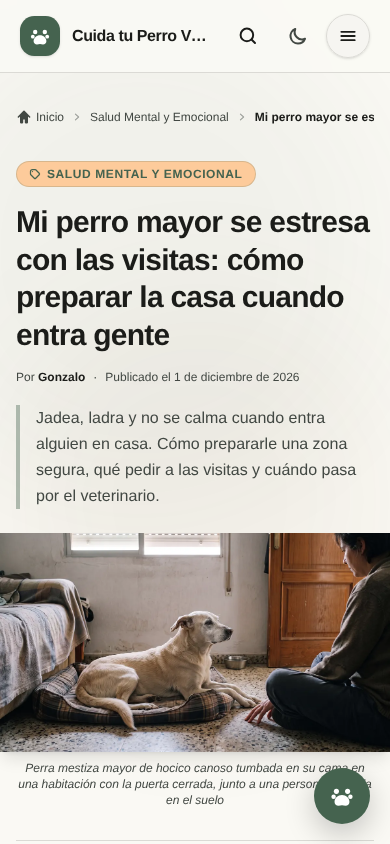 Cuida tu Perro V…
Inicio > Salud Mental y Emocional > Mi perro mayor se es
SALUD MENTAL Y EMOCIONAL
Mi perro mayor se estresa
con las visitas: cómo
preparar la casa cuando
entra gente
Por Gonzalo · Publicado el 1 de diciembre de 2026
Jadea, ladra y no se calma cuando entra
alguien en casa. Cómo prepararle una zona
segura, qué pedir a las visitas y cuándo pasa
por el veterinario.
Perra mestiza mayor de hocico canoso tumbada en su cama en
una habitación con la puerta cerrada, junto a una
en el suelo